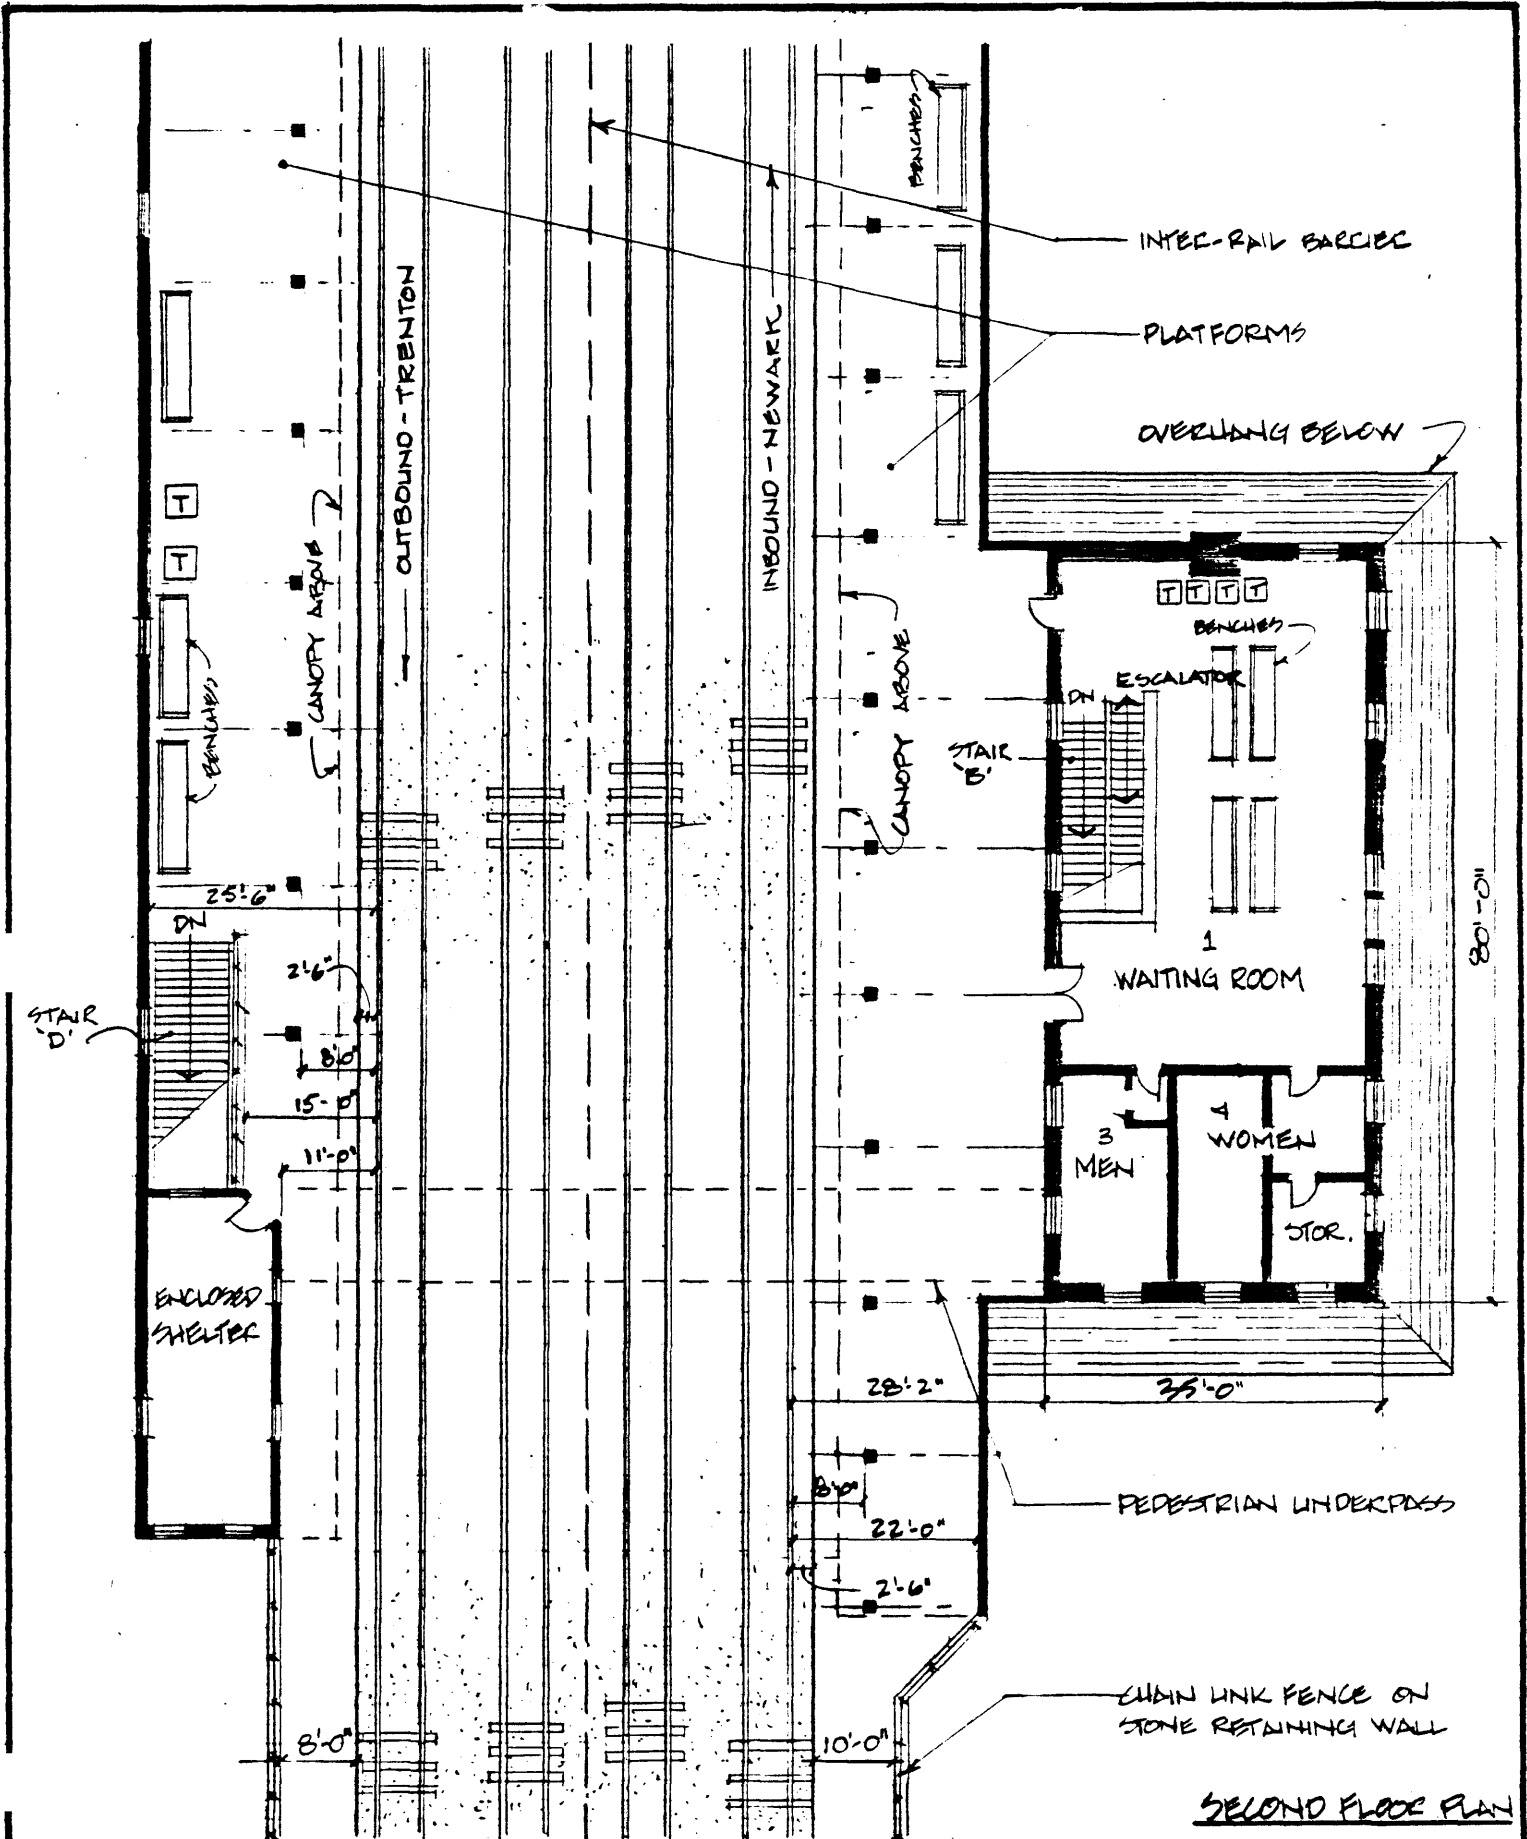 BENCHES
INTER-RAIL BARRIER
PLATFORMS
OVERHANG BELOW
OUTBOUND - TRENTON
INBOUND - NEWARK
T
T
CANOPY ABOVE
CANOPY ABOVE
T T T T
BENCHES
ESCALATOR
DN
STAIR
'B'
BENCHES
25'-6"
DN
1
WAITING ROOM
80'-0"
2'-6"
STAIR
'D'
8'-0"
15'-0"
11'-0"
3
MEN
4
WOMEN
STOR.
ENCLOSED
SHELTER
28'-2"
35'-0"
8'-0"
PEDESTRIAN UNDERPASS
22'-0"
2'-6"
CHAIN LINK FENCE ON
STONE RETAINING WALL
8'-0"
10'-0"
SECOND FLOOR PLAN